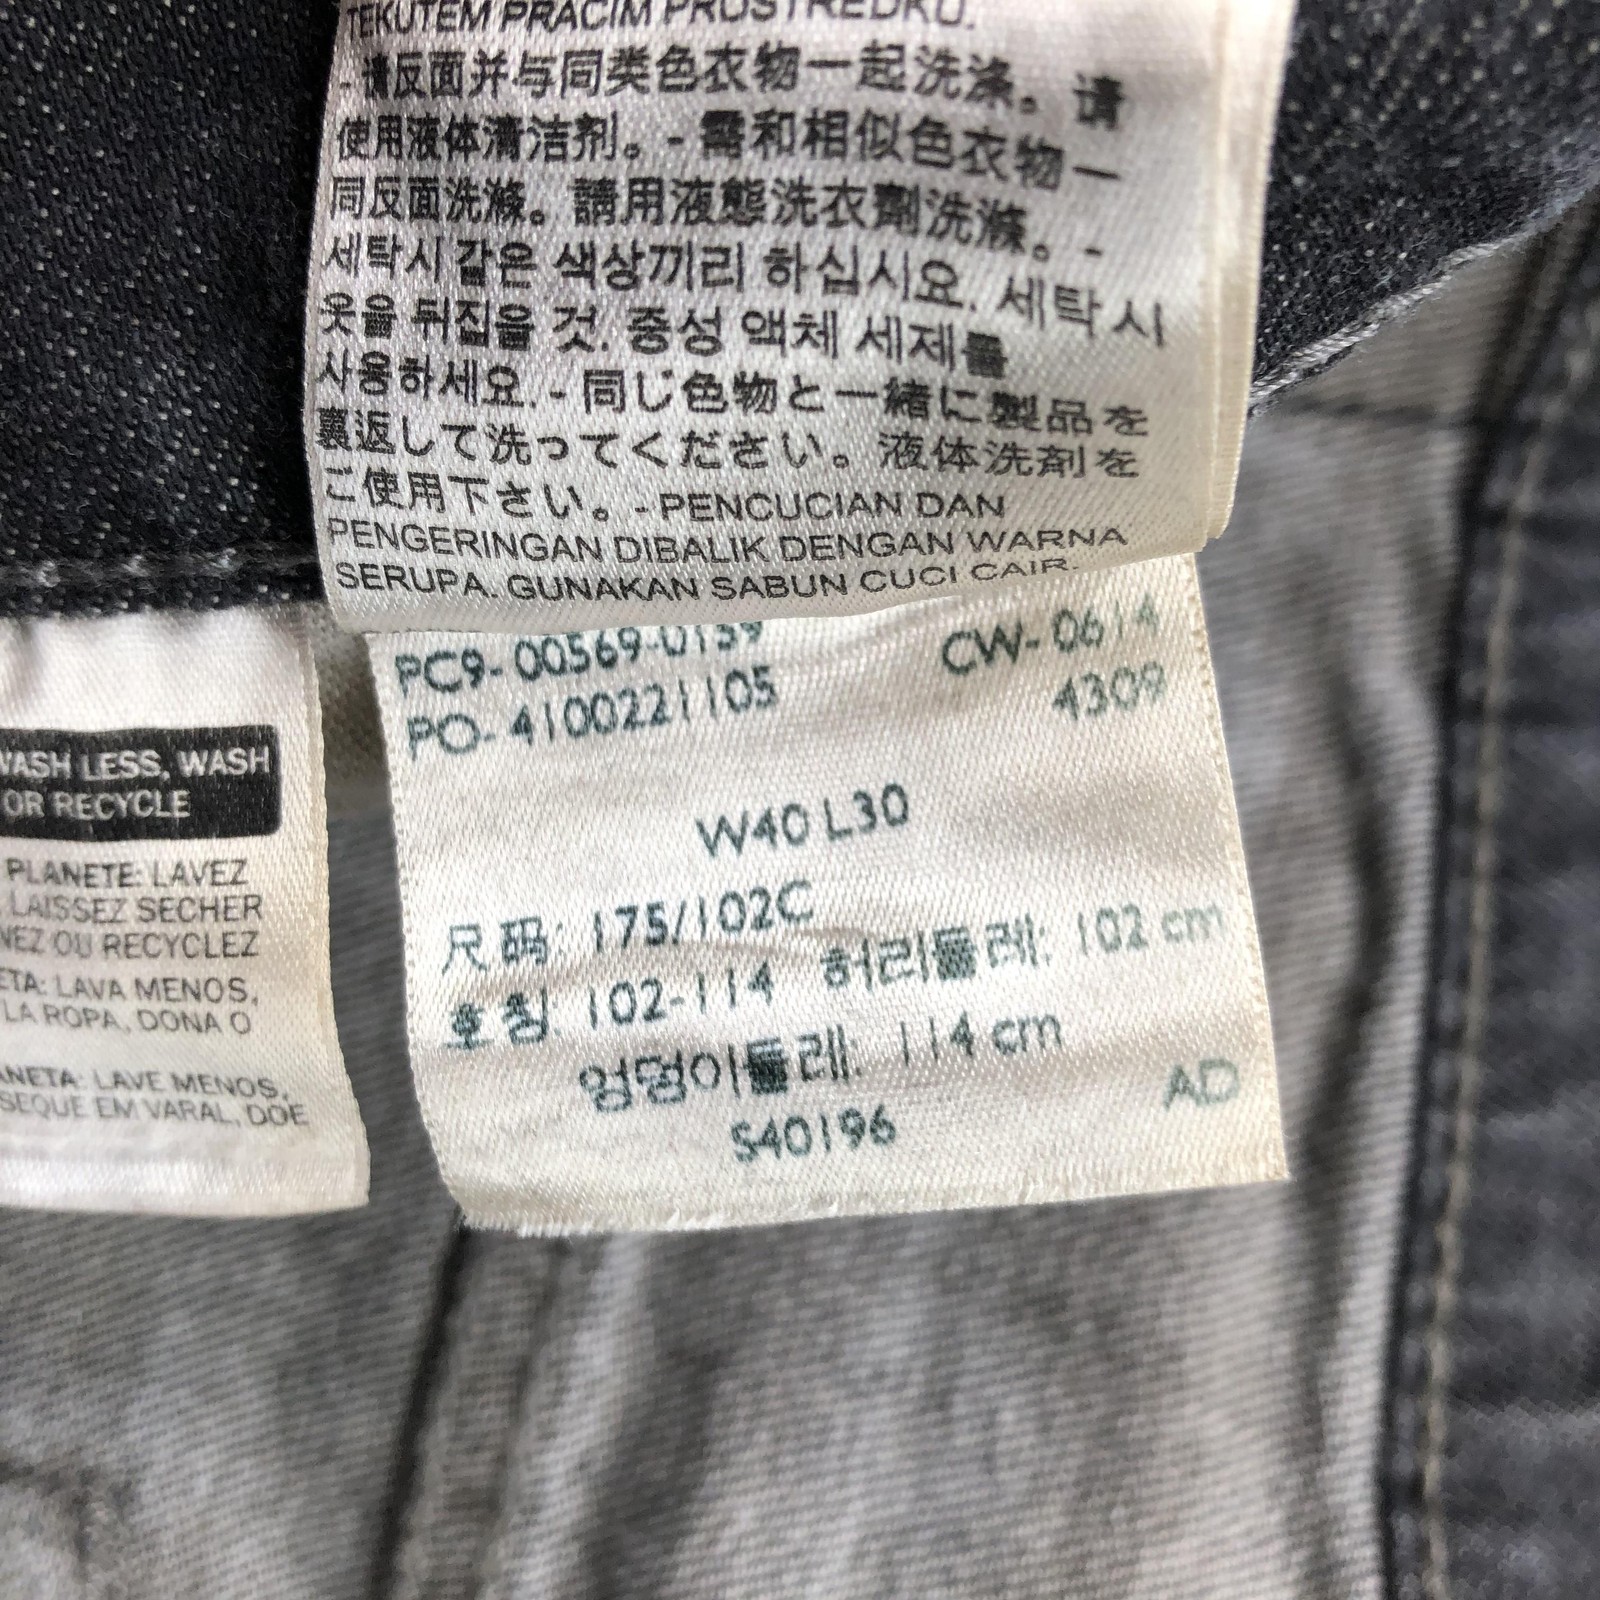 TEKUTEM PRACIM PROSTREDKU.
- 请反面并与同类色衣物一起洗涤。请
使用液体清洁剂。- 需和相似色衣物一
同反面洗滌。請用液態洗衣劑洗滌。-
세탁시 같은 색상끼리 하십시요. 세탁 시
옷을 뒤집을 것. 중성 액체 세제를
사용하세요. - 同じ色物と一緒に製品を
裏返して洗ってください。液体洗剤を
ご使用下さい。- PENCUCIAN DAN
PENGERINGAN DIBALIK DENGAN WARNA
SERUPA. GUNAKAN SABUN CUCI CAIR.
PC9- 00569-0139 CW- 0614
PO- 4100221105 4309
W40 L30
尺码: 175/102C
호칭: 102-114 허리둘레: 102 cm
엉덩이둘레: 114 cm
S40196 AD
WASH LESS, WASH
OR RECYCLE
PLANETE: LAVEZ
LAISSEZ SECHER
NEZ OU RECYCLEZ
ETA: LAVA MENOS,
LA ROPA, DONA O
ANETA: LAVE MENOS,
SEQUE EM VARAL, DOE